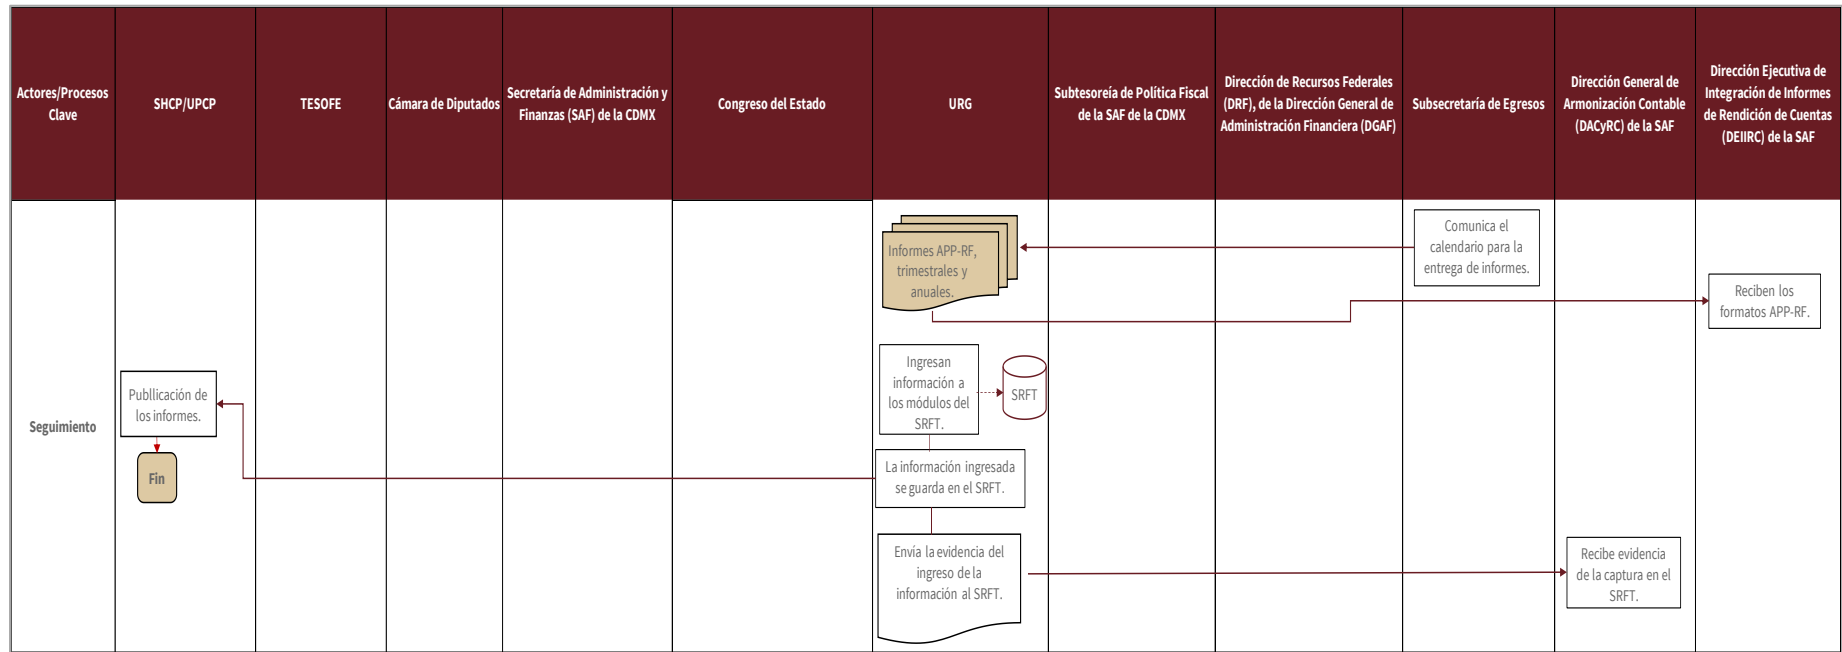 Actores/Procesos
Clave
SHCP/UPCP
TESOFE
Cámara de Diputados
Secretaría de Administración y
Finanzas (SAF) de la CDMX
Congreso del Estado
URG
Subtesoreía de Política Fiscal
de la SAF de la CDMX
Dirección de Recursos Federales
(DRF), de la Dirección General de
Administración Financiera (DGAF)
Subsecretaría de Egresos
Dirección General de
Armonización Contable
(DACyRC) de la SAF
Dirección Ejecutiva de
Integración de Informes
de Rendición de Cuentas
(DEIIRC) de la SAF
Seguimiento
Comunica el
calendario para la
entrega de informes.
Informes APP-RF,
trimestrales y
anuales.
Reciben los
formatos APP-RF.
Ingresan
información a
los módulos del
SRFT.
SRFT
Publlicación de
los informes.
Fin
La información ingresada
se guarda en el SRFT.
Envía la evidencia del
ingreso de la
información al SRFT.
Recibe evidencia
de la captura en el
SRFT.